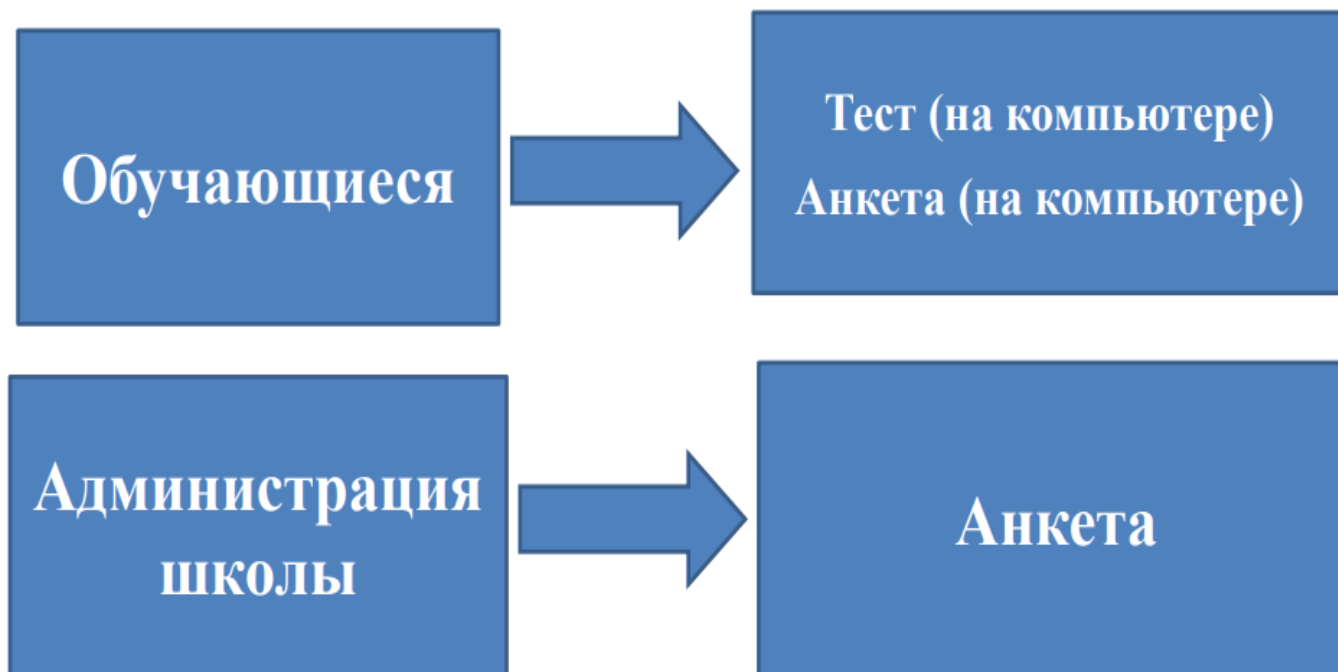 Обучающиеся
Тест (на компьютере)
Анкета (на компьютере)
Администрация
школы
Анкета